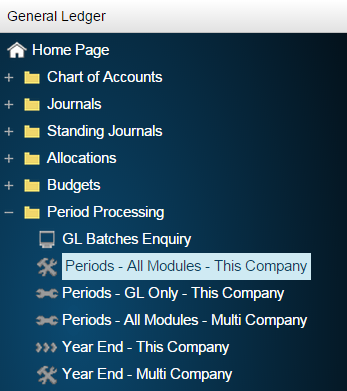 General Ledger
Home Page
Chart of Accounts
Journals
Standing Journals
Allocations
Budgets
Period Processing
GL Batches Enquiry
Periods - All Modules - This Company
Periods - GL Only - This Company
Periods - All Modules - Multi Company
Year End - This Company
Year End - Multi Company